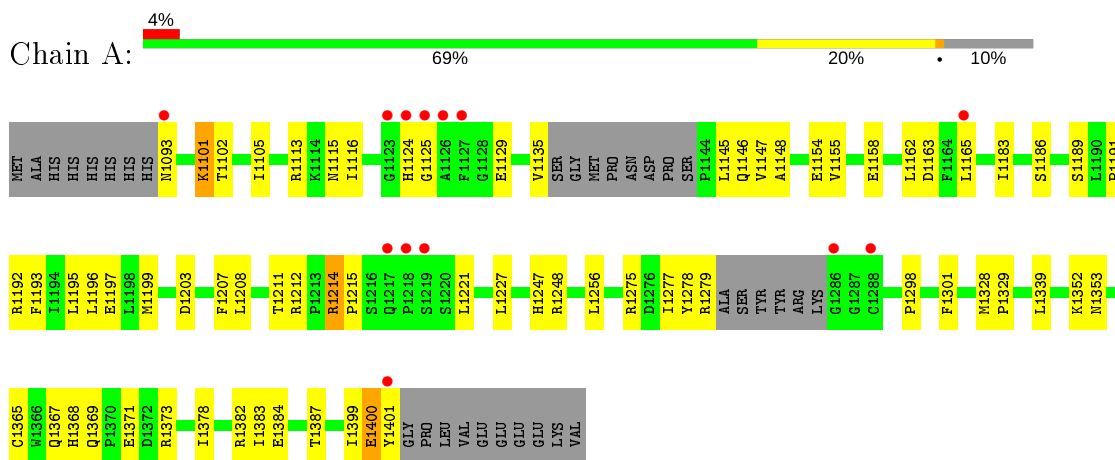 4%
Chain A:
69% 20% • 10%
MET ALA HIS HIS HIS HIS HIS HIS N1093 K1101 T1102 I1105 R1113 K1114 N1115 I1116 G1123 H1124 G1125 A1126 F1127 G1128 E1129 V1135 SER GLY MET PRO ASN ASP PRO SER P1144 L1145 Q1146 V1147 A1148 E1154 V1155 E1158 L1162 D1163 F1164 L1165 I1183 S1186 S1189 L1190 P1191
R1192 F1193 I1194 L1195 L1196 E1197 L1198 M1199 D1203 F1207 L1208 T1211 R1212 P1213 R1214 P1215 S1216 Q1217 P1218 S1219 S1220 L1221 L1227 H1247 R1248 L1256 R1275 D1276 I1277 Y1278 R1279 ALA SER TYR TYR ARG LYS G1286 G1287 C1288 P1298 F1301 M1328 P1329 L1339 K1352 N1353
C1365 W1366 Q1367 H1368 Q1369 P1370 E1371 D1372 R1373 I1378 R1382 I1383 E1384 T1387 I1399 E1400 Y1401 GLY PRO LEU VAL GLU GLU GLU GLU LYS VAL